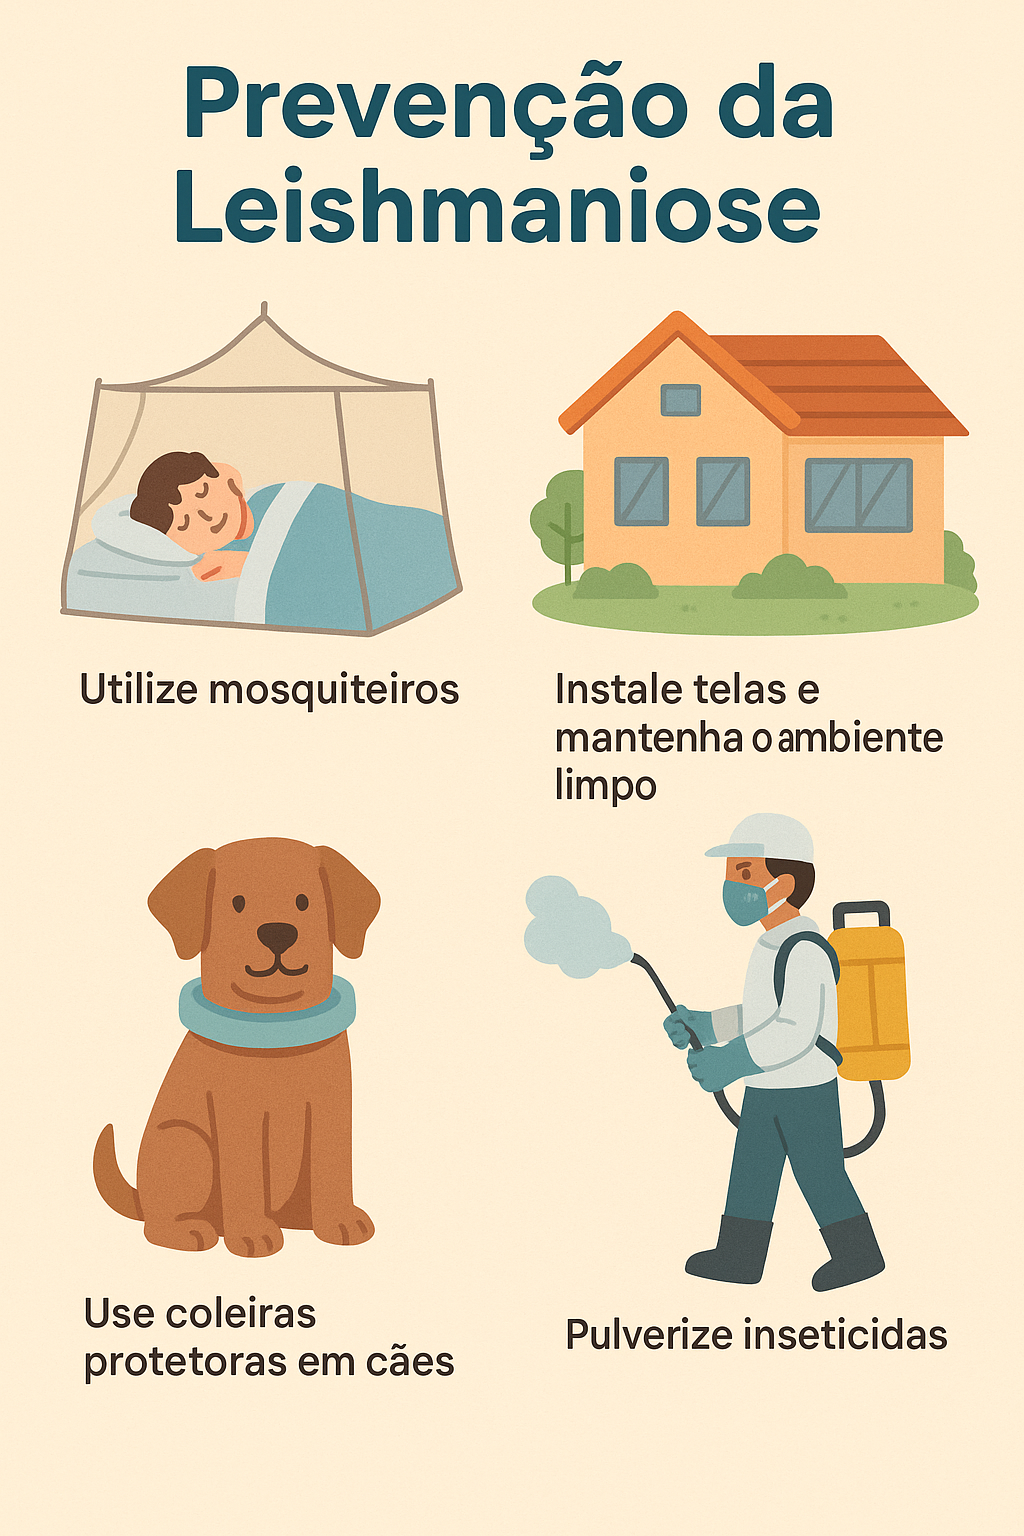 Prevenção da
Leishmaniose
Utilize mosquiteiros
Instale telas e
mantenha o ambiente
limpo
Use coleiras
protetoras em cães
Pulverize inseticidas